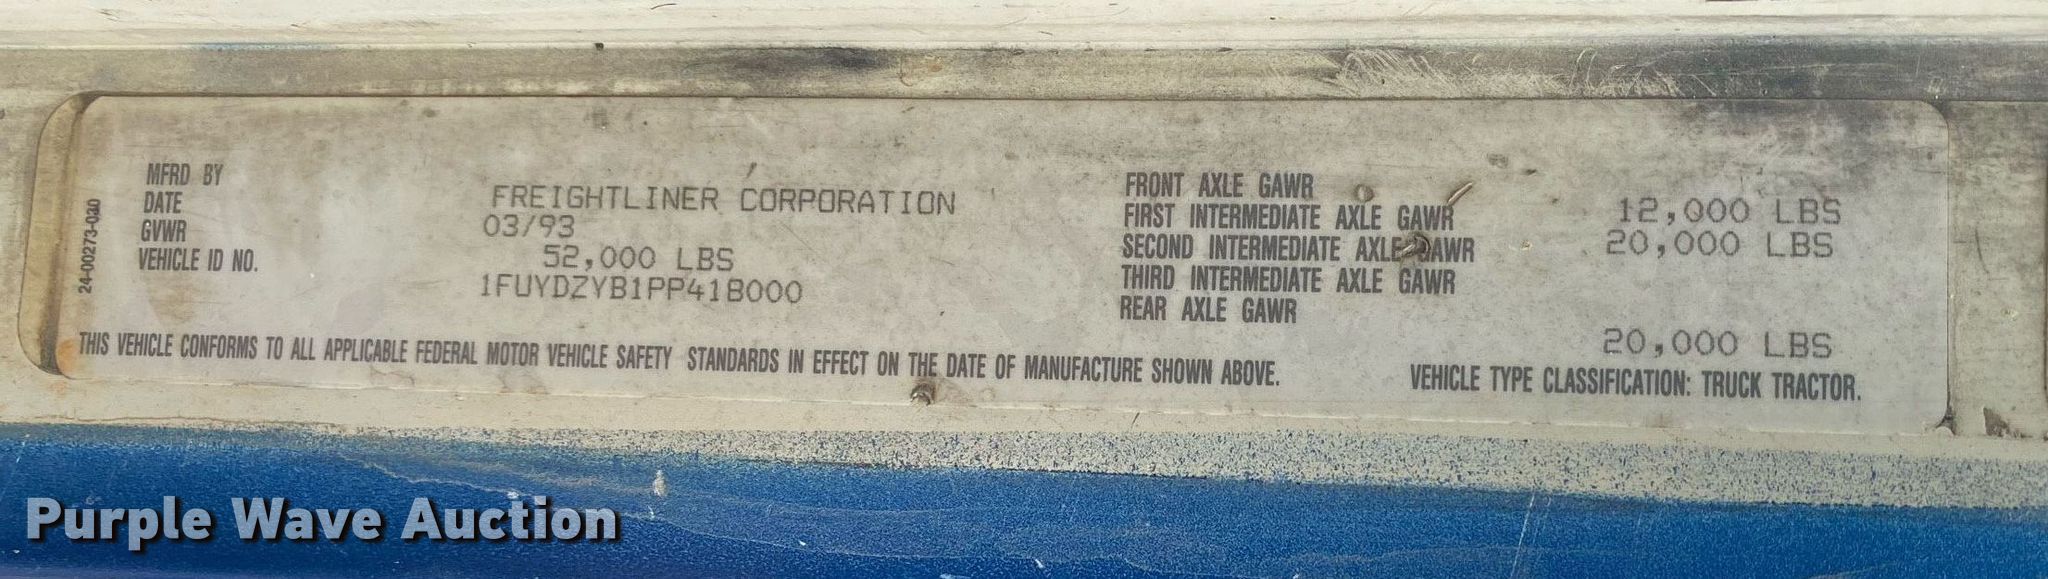 MFRD BY FREIGHTLINER CORPORATION
DATE 03/93
GVWR 52,000 LBS
VEHICLE ID NO. 1FUYDZYB1PP418000
24-00273-030
FRONT AXLE GAWR 12,000 LBS
FIRST INTERMEDIATE AXLE GAWR 20,000 LBS
SECOND INTERMEDIATE AXLE GAWR
THIRD INTERMEDIATE AXLE GAWR
REAR AXLE GAWR 20,000 LBS
THIS VEHICLE CONFORMS TO ALL APPLICABLE FEDERAL MOTOR VEHICLE SAFETY STANDARDS IN EFFECT ON THE DATE OF MANUFACTURE SHOWN ABOVE.
VEHICLE TYPE CLASSIFICATION: TRUCK TRACTOR.
Purple Wave Auction